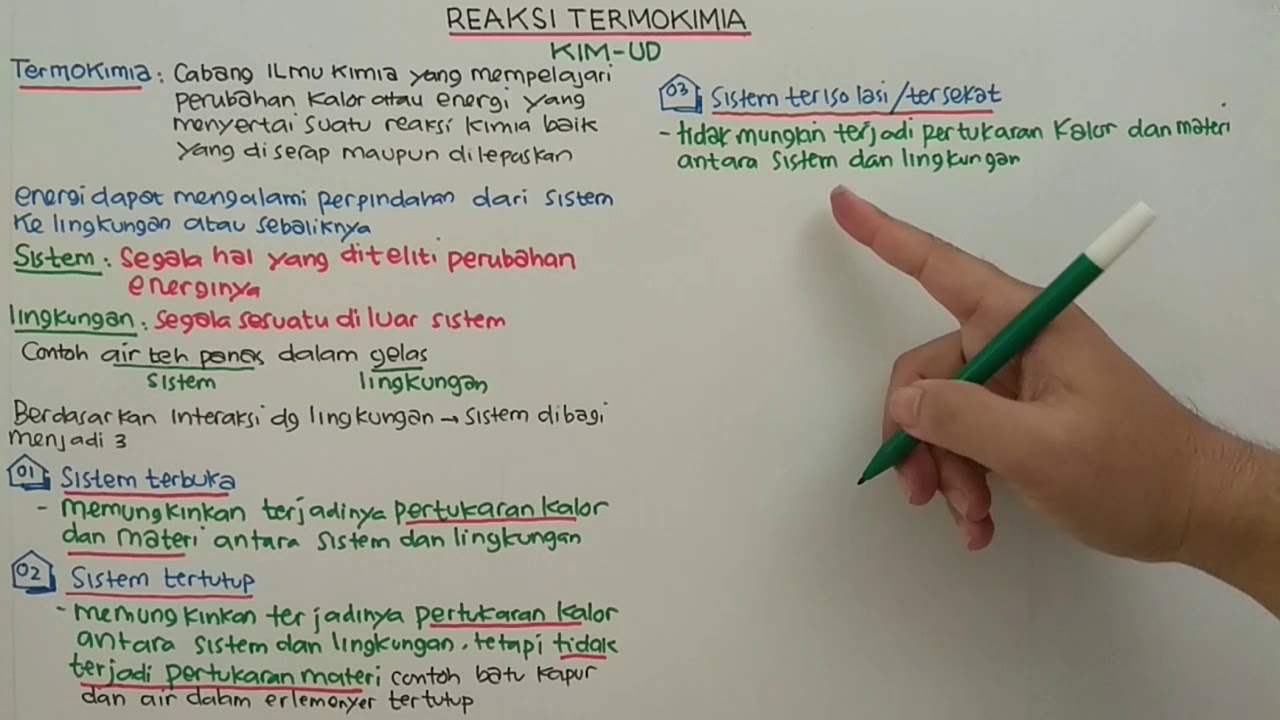 REAKSI TERMOKIMIA
KIM-UD
Termokimia : Cabang ILMU Kimia yang mempelajari
perubahan Kalor atau energi yang
menyertai suatu reaksi kimia baik
yang diserap maupun dilepaskan
energi dapat mengalami perpindahan dari sistem
Ke lingkungan atau sebaliknya
Sistem : Segala hal yang diteliti perubahan
energinya
lingkungan : segala sesuatu diluar sistem
Contoh air teh panas dalam gelas
sistem lingkungan
Berdasarkan interaksi dg lingkungan → sistem dibagi
menjadi 3
01 Sistem terbuka
- memungkinkan terjadinya pertukaran kalor
dan materi antara sistem dan lingkungan
02 Sistem tertutup
- memungkinkan terjadinya pertukaran kalor
antara sistem dan lingkungan. tetapi tidak
terjadi pertukaran materi contoh batu kapur
dan air dalam erlemenyer tertutup
03 Sistem terisolasi/tersekat
- tidak mungkin terjadi pertukaran Kalor dan materi
antara sistem dan lingkungan